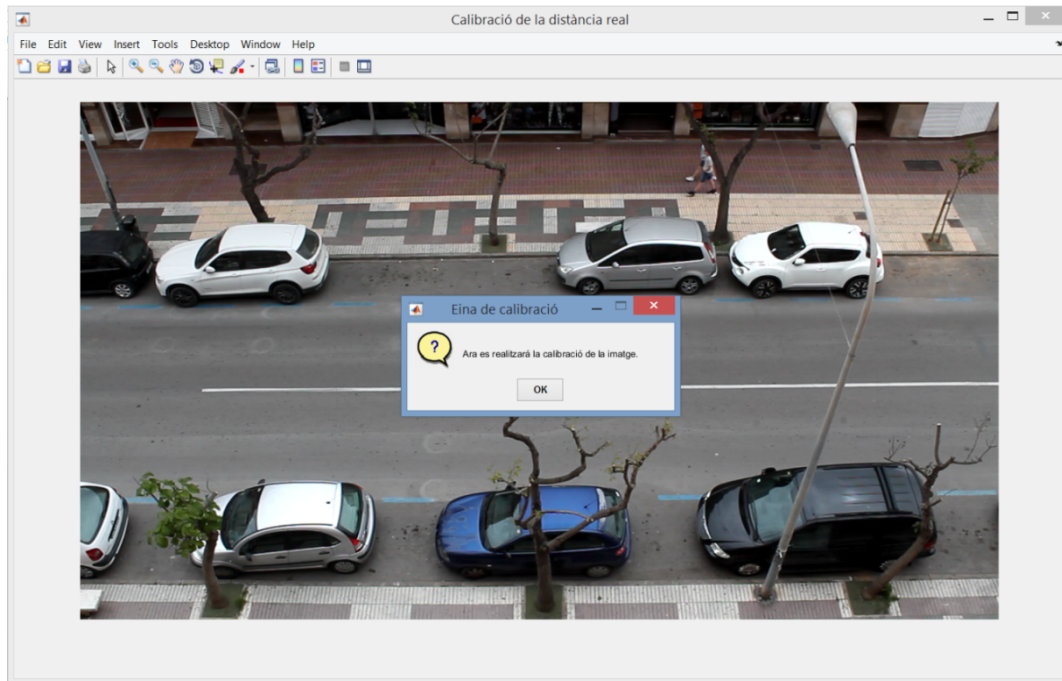 Calibració de la distància real
File Edit View Insert Tools Desktop Window Help
Eina de calibració
?
Ara es realitzará la calibració de la imatge.
OK